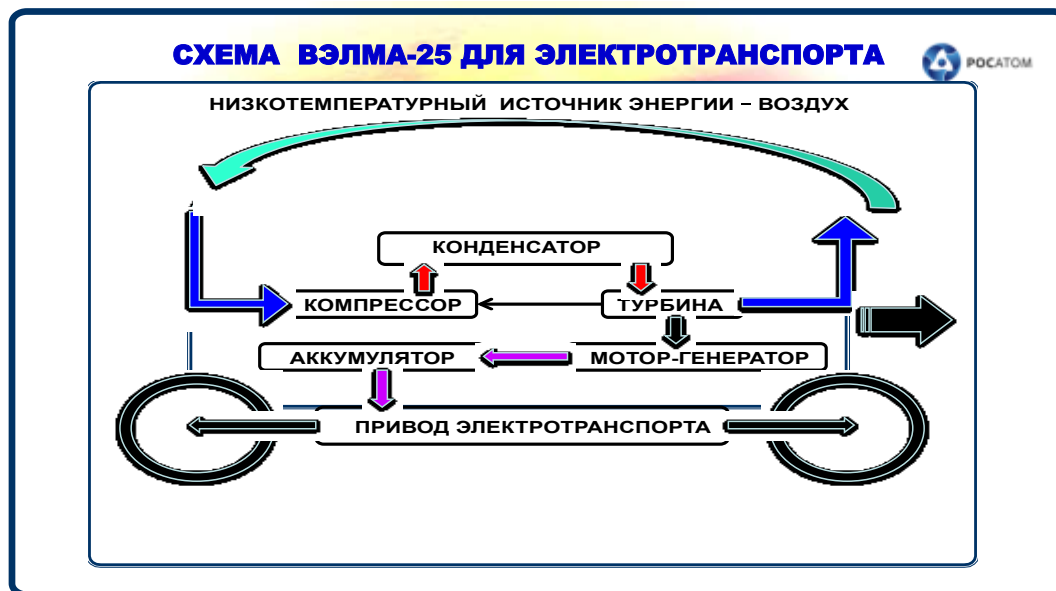 СХЕМА ВЭЛМА-25 ДЛЯ ЭЛЕКТРОТРАНСПОРТА
РОСАТОМ
НИЗКОТЕМПЕРАТУРНЫЙ ИСТОЧНИК ЭНЕРГИИ – ВОЗДУХ
КОНДЕНСАТОР
КОМПРЕССОР
ТУРБИНА
АККУМУЛЯТОР
МОТОР-ГЕНЕРАТОР
ПРИВОД ЭЛЕКТРОТРАНСПОРТА